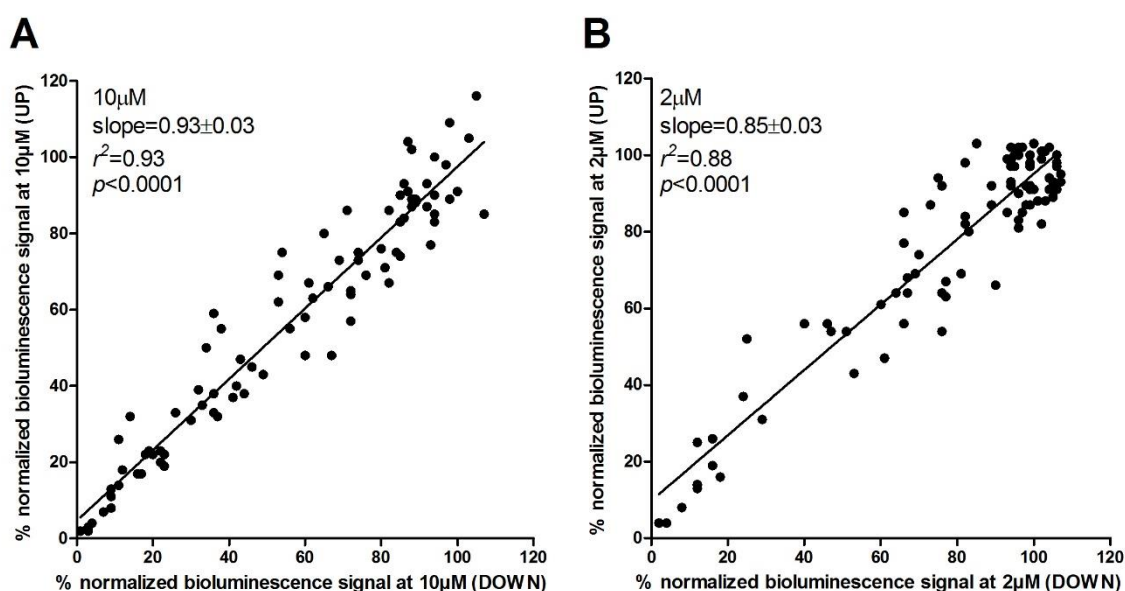 A
% normalized bioluminescence signal at 10µM (UP)
120
100
80
60
40
20
0
10µM
slope=0.93±0.03
r²=0.93
p<0.0001
0 20 40 60 80 100 120
% normalized bioluminescence signal at 10µM (DOWN)
B
% normalized bioluminescence signal at 2µM (UP)
120
100
80
60
40
20
0
2µM
slope=0.85±0.03
r²=0.88
p<0.0001
0 20 40 60 80 100 120
% normalized bioluminescence signal at 2µM (DOWN)